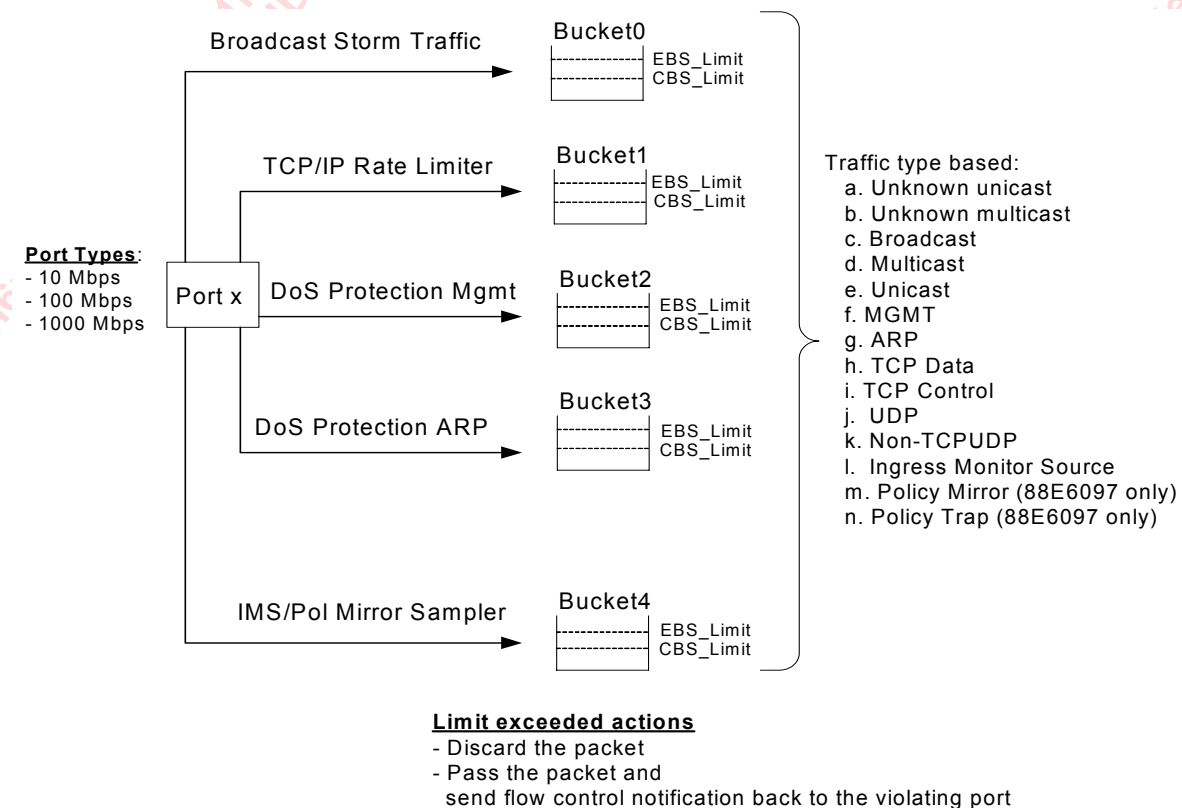 Broadcast Storm Traffic
Bucket0
EBS_Limit
CBS_Limit
TCP/IP Rate Limiter
Bucket1
EBS_Limit
CBS_Limit
Port Types:
- 10 Mbps
- 100 Mbps
- 1000 Mbps
Port x
DoS Protection Mgmt
Bucket2
EBS_Limit
CBS_Limit
DoS Protection ARP
Bucket3
EBS_Limit
CBS_Limit
IMS/Pol Mirror Sampler
Bucket4
EBS_Limit
CBS_Limit
Traffic type based:
a. Unknown unicast
b. Unknown multicast
c. Broadcast
d. Multicast
e. Unicast
f. MGMT
g. ARP
h. TCP Data
i. TCP Control
j. UDP
k. Non-TCPUDP
l. Ingress Monitor Source
m. Policy Mirror (88E6097 only)
n. Policy Trap (88E6097 only)
Limit exceeded actions
- Discard the packet
- Pass the packet and
send flow control notification back to the violating port